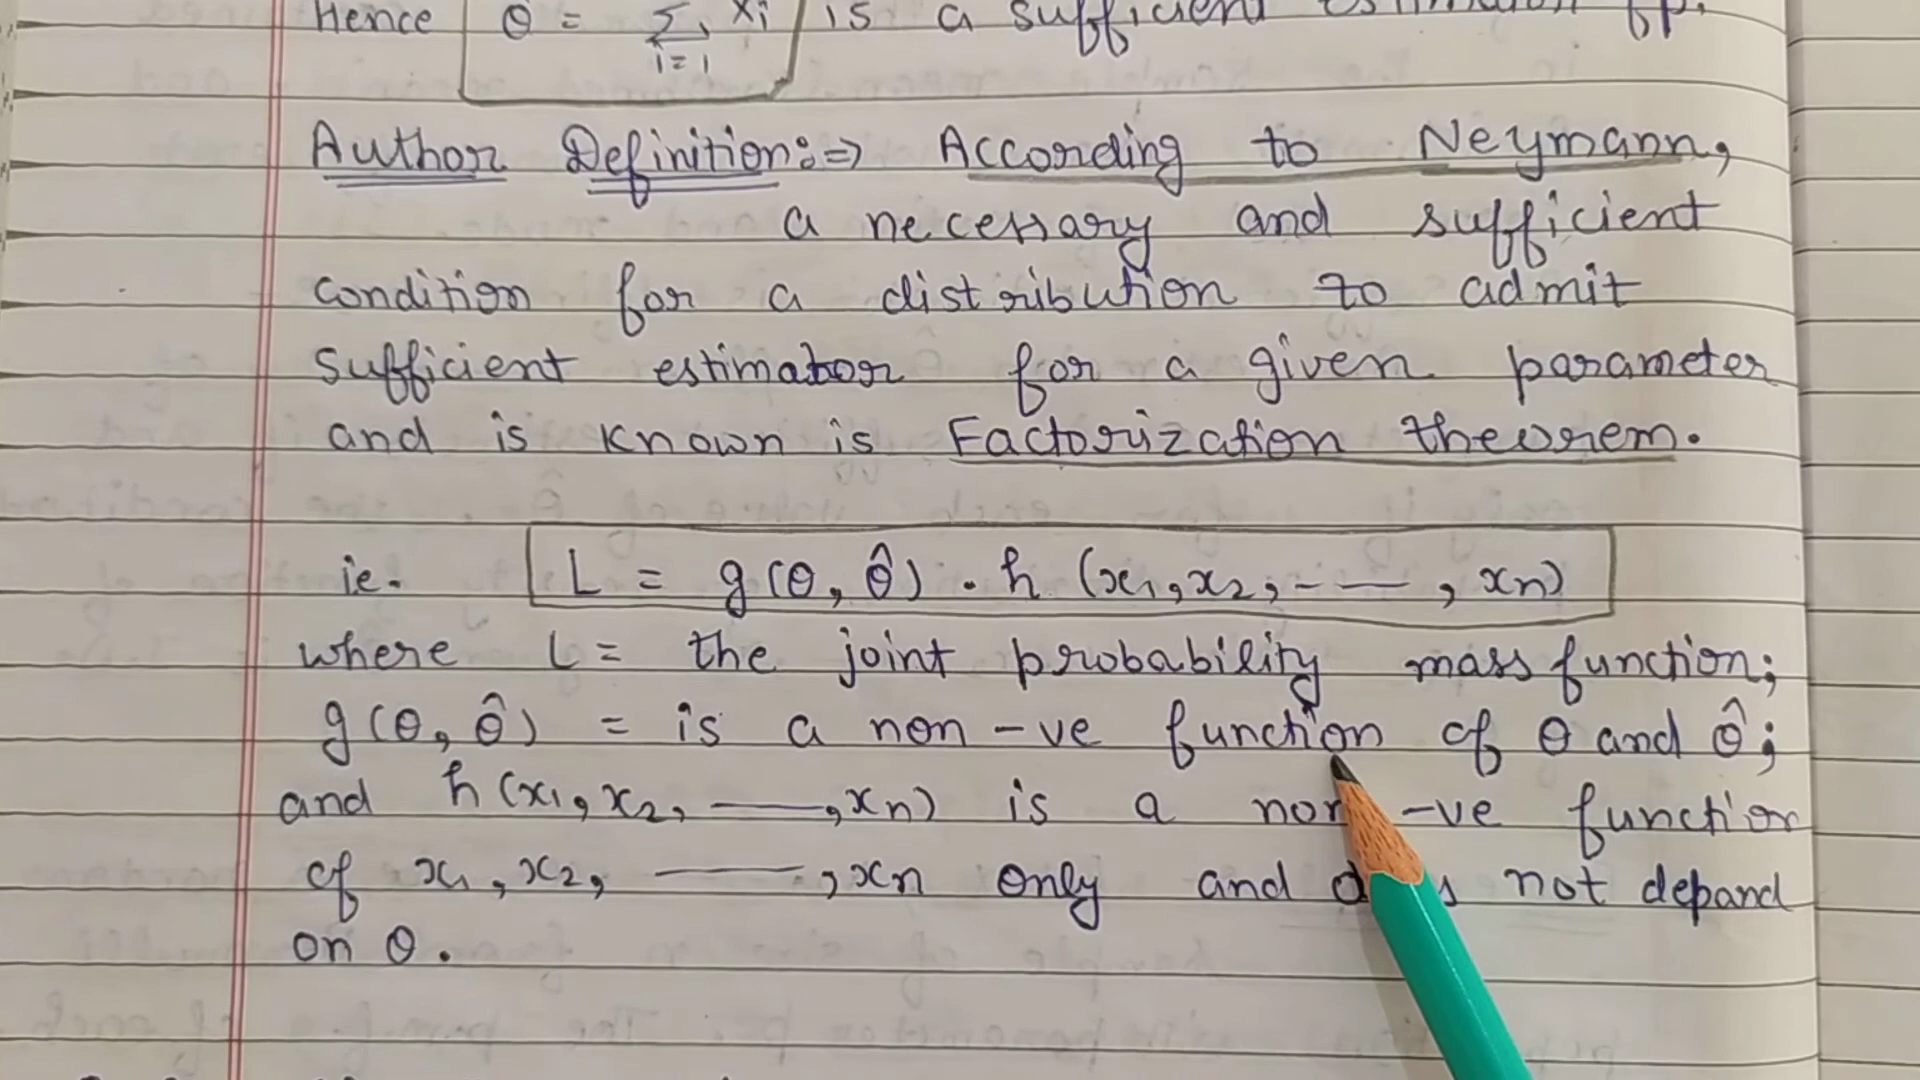 Hence θ = Σ xi is a sufficient
i=1
Author Definition:⇒ According to Neymann,
a necessary and sufficient
condition for a distribution to admit
sufficient estimator for a given parameter
and is known is Factorization theorem.
ie. L = g(θ, θ̂) . h (x1, x2, - — , xn)
where L = the joint probability mass function;
g(θ, θ̂) = is a non -ve function of θ and θ̂;
and h (x1, x2, —— , xn) is a non -ve function
of x1, x2, —— , xn only and not depand
on θ.